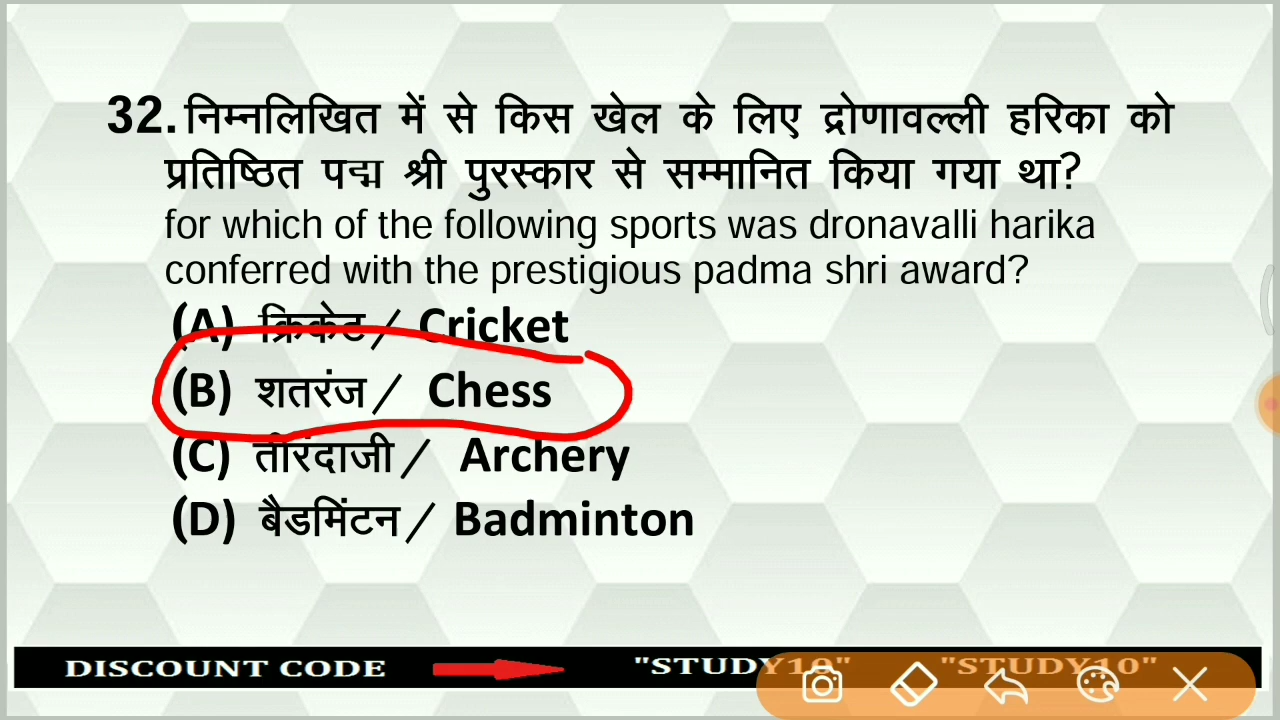 32. निम्नलिखित में से किस खेल के लिए द्रोणावल्ली हरिका को
प्रतिष्ठित पद्म श्री पुरस्कार से सम्मानित किया गया था?
for which of the following sports was dronavalli harika
conferred with the prestigious padma shri award?
(A) क्रिकेट / Cricket
(B) शतरंज / Chess
(C) तीरंदाजी / Archery
(D) बैडमिंटन / Badminton
DISCOUNT CODE "STUDY10" "STUDY10"